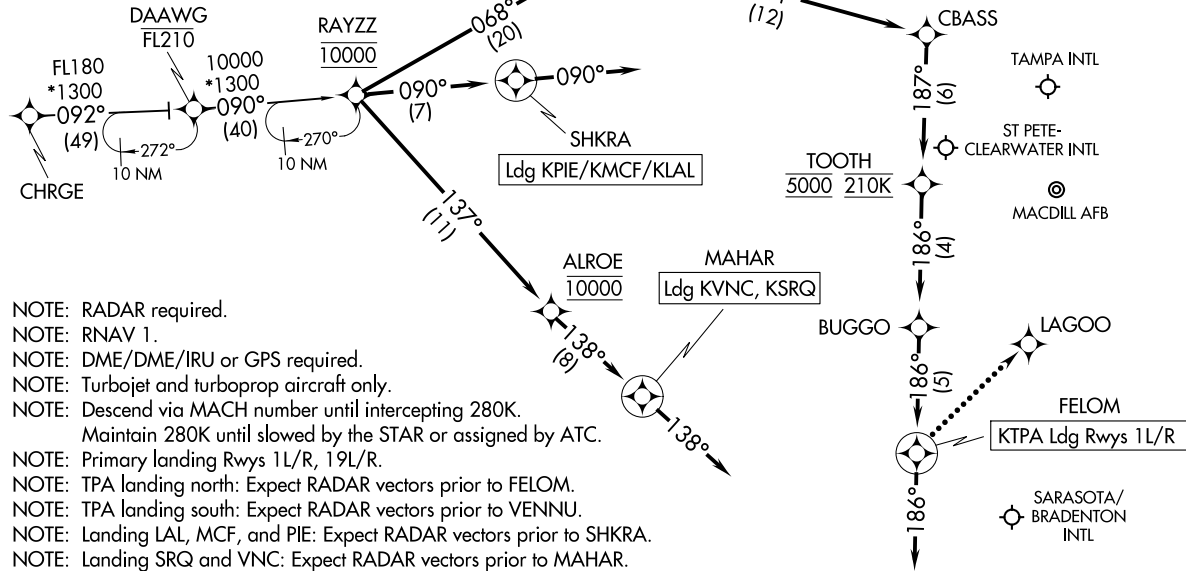 DAAWG
FL210
RAYZZ
10000
068°
(20)
(12)
CBASS
TAMPA INTL
FL180
*1300
092°
(49)
10000
*1300
090°
(40)
272°
10 NM
270°
10 NM
CHRGE
090°
(7)
090°
SHKRA
Ldg KPIE/KMCF/KLAL
187°
(6)
ST PETE-
CLEARWATER INTL
TOOTH
5000 210K
MACDILL AFB
137°
(11)
186°
(4)
ALROE
10000
MAHAR
Ldg KVNC, KSRQ
138°
(8)
138°
BUGGO
LAGOO
186°
(5)
FELOM
KTPA Ldg Rwys 1L/R
186°
SARASOTA/
BRADENTON
INTL
NOTE: RADAR required.
NOTE: RNAV 1.
NOTE: DME/DME/IRU or GPS required.
NOTE: Turbojet and turboprop aircraft only.
NOTE: Descend via MACH number until intercepting 280K.
Maintain 280K until slowed by the STAR or assigned by ATC.
NOTE: Primary landing Rwys 1L/R, 19L/R.
NOTE: TPA landing north: Expect RADAR vectors prior to FELOM.
NOTE: TPA landing south: Expect RADAR vectors prior to VENNU.
NOTE: Landing LAL, MCF, and PIE: Expect RADAR vectors prior to SHKRA.
NOTE: Landing SRQ and VNC: Expect RADAR vectors prior to MAHAR.